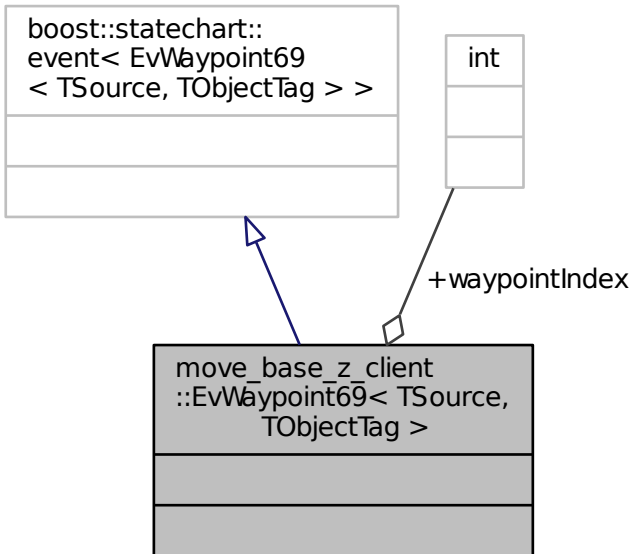 boost::statechart::
event< EvWaypoint69
< TSource, TObjectTag > >
int
+waypointIndex
move_base_z_client
::EvWaypoint69< TSource,
TObjectTag >